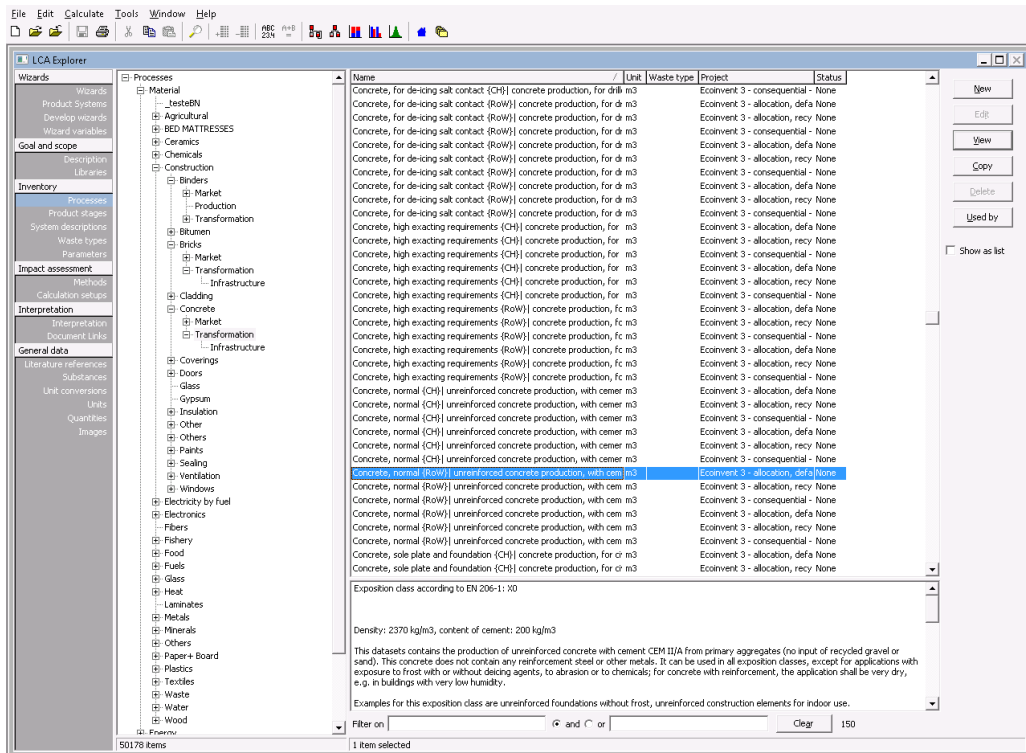 File Edit Calculate Tools Window Help
ABC
234
A+B
=
LCA Explorer
Wizards
Wizards
Product Systems
Develop wizards
Wizard variables
Goal and scope
Description
Libraries
Inventory
Processes
Product stages
System descriptions
Waste types
Parameters
Impact assessment
Methods
Calculation setups
Interpretation
Interpretation
Document Links
General data
Literature references
Substances
Unit conversions
Units
Quantities
Images
Processes
Material
_testeBN
Agricultural
BED MATTRESSES
Ceramics
Chemicals
Construction
Binders
Market
Production
Transformation
Bitumen
Bricks
Market
Transformation
Infrastructure
Cladding
Concrete
Market
Transformation
Infrastructure
Coverings
Doors
Glass
Gypsum
Insulation
Other
Others
Paints
Sealing
Ventilation
Windows
Electricity by fuel
Electronics
Fibers
Fishery
Food
Fuels
Glass
Heat
Laminates
Metals
Minerals
Others
Paper+ Board
Plastics
Textiles
Waste
Water
Wood
Energy
50178 items
Name / Unit Waste type Project Status
Concrete, for de-icing salt contact {CH}| concrete production, for drill m3 Ecoinvent 3 - consequential - None
Concrete, for de-icing salt contact {RoW}| concrete production, for dr m3 Ecoinvent 3 - allocation, defa None
Concrete, for de-icing salt contact {RoW}| concrete production, for dr m3 Ecoinvent 3 - allocation, recy None
Concrete, for de-icing salt contact {RoW}| concrete production, for dr m3 Ecoinvent 3 - consequential - None
Concrete, for de-icing salt contact {RoW}| concrete production, for dr m3 Ecoinvent 3 - allocation, defa None
Concrete, for de-icing salt contact {RoW}| concrete production, for dr m3 Ecoinvent 3 - allocation, recy None
Concrete, for de-icing salt contact {RoW}| concrete production, for dr m3 Ecoinvent 3 - consequential - None
Concrete, for de-icing salt contact {RoW}| concrete production, for dr m3 Ecoinvent 3 - allocation, defa None
Concrete, for de-icing salt contact {RoW}| concrete production, for dr m3 Ecoinvent 3 - allocation, recy None
Concrete, for de-icing salt contact {RoW}| concrete production, for dr m3 Ecoinvent 3 - consequential - None
Concrete, high exacting requirements {CH}| concrete production, for m3 Ecoinvent 3 - allocation, defa None
Concrete, high exacting requirements {CH}| concrete production, for m3 Ecoinvent 3 - allocation, recy None
Concrete, high exacting requirements {CH}| concrete production, for m3 Ecoinvent 3 - consequential - None
Concrete, high exacting requirements {CH}| concrete production, for m3 Ecoinvent 3 - allocation, defa None
Concrete, high exacting requirements {CH}| concrete production, for m3 Ecoinvent 3 - allocation, recy None
Concrete, high exacting requirements {CH}| concrete production, for m3 Ecoinvent 3 - consequential - None
Concrete, high exacting requirements {RoW}| concrete production, fc m3 Ecoinvent 3 - allocation, defa None
Concrete, high exacting requirements {RoW}| concrete production, fc m3 Ecoinvent 3 - allocation, recy None
Concrete, high exacting requirements {RoW}| concrete production, fc m3 Ecoinvent 3 - consequential - None
Concrete, high exacting requirements {RoW}| concrete production, fc m3 Ecoinvent 3 - allocation, defa None
Concrete, high exacting requirements {RoW}| concrete production, fc m3 Ecoinvent 3 - allocation, recy None
Concrete, high exacting requirements {RoW}| concrete production, fc m3 Ecoinvent 3 - consequential - None
Concrete, normal {CH}| unreinforced concrete production, with cemer m3 Ecoinvent 3 - allocation, defa None
Concrete, normal {CH}| unreinforced concrete production, with cemer m3 Ecoinvent 3 - allocation, recy None
Concrete, normal {CH}| unreinforced concrete production, with cemer m3 Ecoinvent 3 - consequential - None
Concrete, normal {CH}| unreinforced concrete production, with cemer m3 Ecoinvent 3 - allocation, defa None
Concrete, normal {CH}| unreinforced concrete production, with cemer m3 Ecoinvent 3 - allocation, recy None
Concrete, normal {CH}| unreinforced concrete production, with cemer m3 Ecoinvent 3 - consequential - None
Concrete, normal {RoW}| unreinforced concrete production, with cem m3 Ecoinvent 3 - allocation, defa None
Concrete, normal {RoW}| unreinforced concrete production, with cem m3 Ecoinvent 3 - allocation, recy None
Concrete, normal {RoW}| unreinforced concrete production, with cem m3 Ecoinvent 3 - consequential - None
Concrete, normal {RoW}| unreinforced concrete production, with cem m3 Ecoinvent 3 - allocation, defa None
Concrete, normal {RoW}| unreinforced concrete production, with cem m3 Ecoinvent 3 - allocation, recy None
Concrete, normal {RoW}| unreinforced concrete production, with cem m3 Ecoinvent 3 - consequential - None
Concrete, sole plate and foundation {CH}| concrete production, for civ m3 Ecoinvent 3 - allocation, defa None
Concrete, sole plate and foundation {CH}| concrete production, for civ m3 Ecoinvent 3 - allocation, recy None
Exposition class according to EN 206-1: X0
Density: 2370 kg/m3, content of cement: 200 kg/m3
This datasets contains the production of unreinforced concrete with cement CEM II/A from primary aggregates (no input of recycled gravel or
sand). This concrete does not contain any reinforcement steel or other metals. It can be used in all exposition classes, except for applications with
exposure to frost with or without deicing agents, to abrasion or to chemicals; for concrete with reinforcement, the application shall be very dry,
e.g. in buildings with very low humidity.
Examples for this exposition class are unreinforced foundations without frost, unreinforced construction elements for indoor use.
Filter on and or Clear 150
1 item selected
New
Edit
View
Copy
Delete
Used by
Show as list